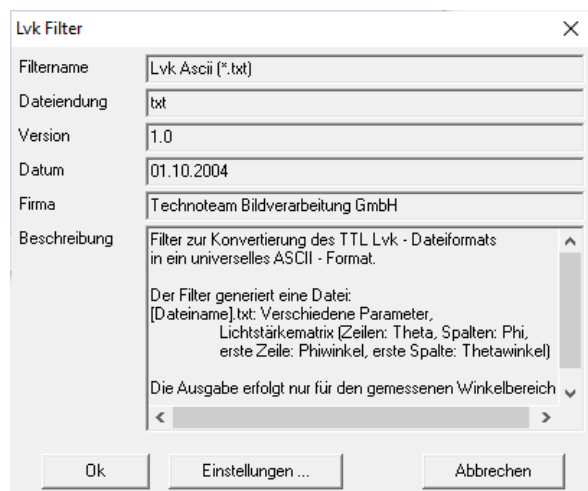 Lvk Filter
Filtername Lvk Ascii (*.txt)
Dateiendung txt
Version 1.0
Datum 01.10.2004
Firma Technoteam Bildverarbeitung GmbH
Beschreibung Filter zur Konvertierung des TTL Lvk - Dateiformats
in ein universelles ASCII - Format.
Der Filter generiert eine Datei:
[Dateiname].txt: Verschiedene Parameter,
Lichtstärkematrix (Zeilen: Theta, Spalten: Phi,
erste Zeile: Phiwinkel, erste Spalte: Thetawinkel)
Die Ausgabe erfolgt nur für den gemessenen Winkelbereich
Ok Einstellungen ... Abbrechen